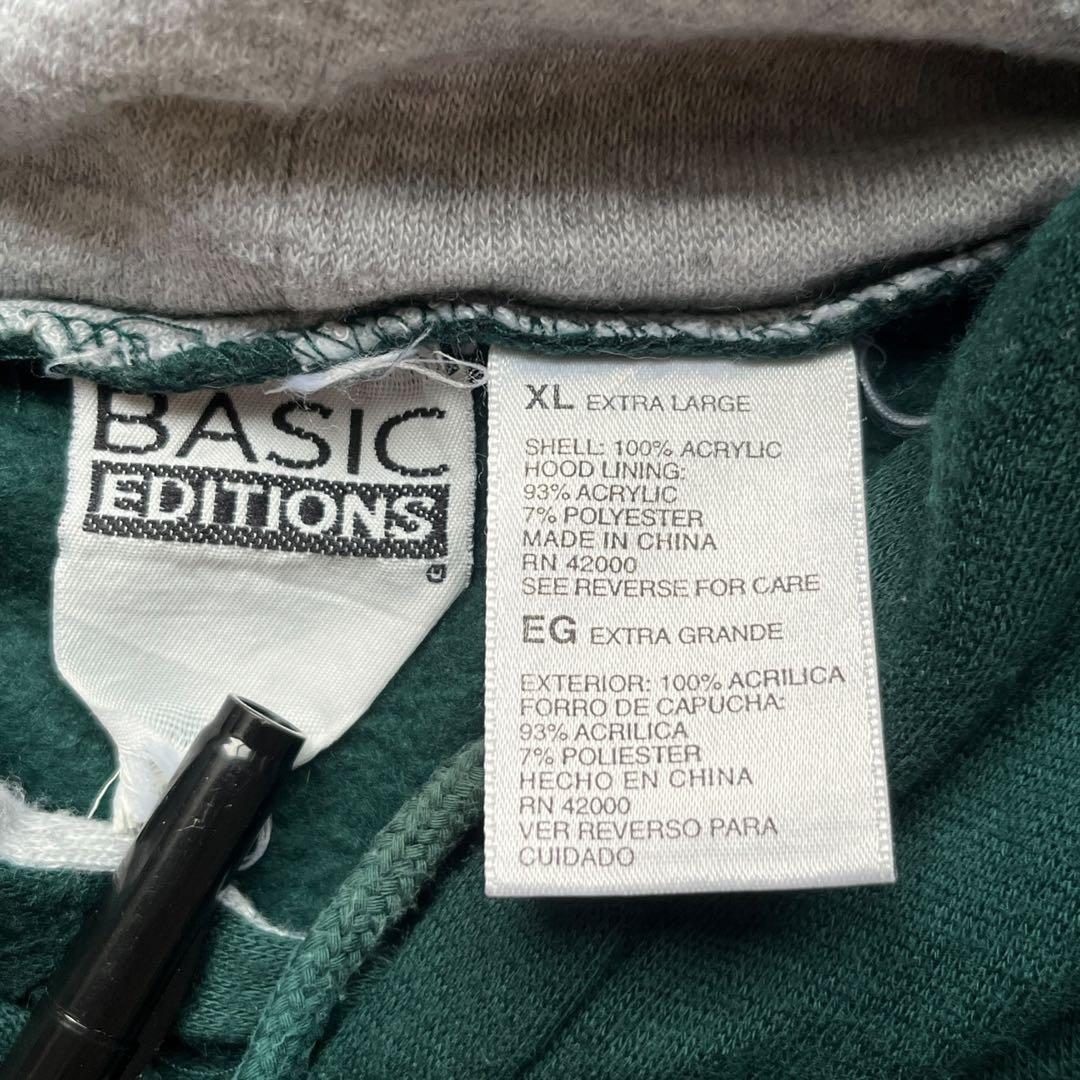 BASIC
EDITIONS
XL EXTRA LARGE
SHELL: 100% ACRYLIC
HOOD LINING:
93% ACRYLIC
7% POLYESTER
MADE IN CHINA
RN 42000
SEE REVERSE FOR CARE
EG EXTRA GRANDE
EXTERIOR: 100% ACRILICA
FORRO DE CAPUCHA:
93% ACRILICA
7% POLIESTER
HECHO EN CHINA
RN 42000
VER REVERSO PARA
CUIDADO